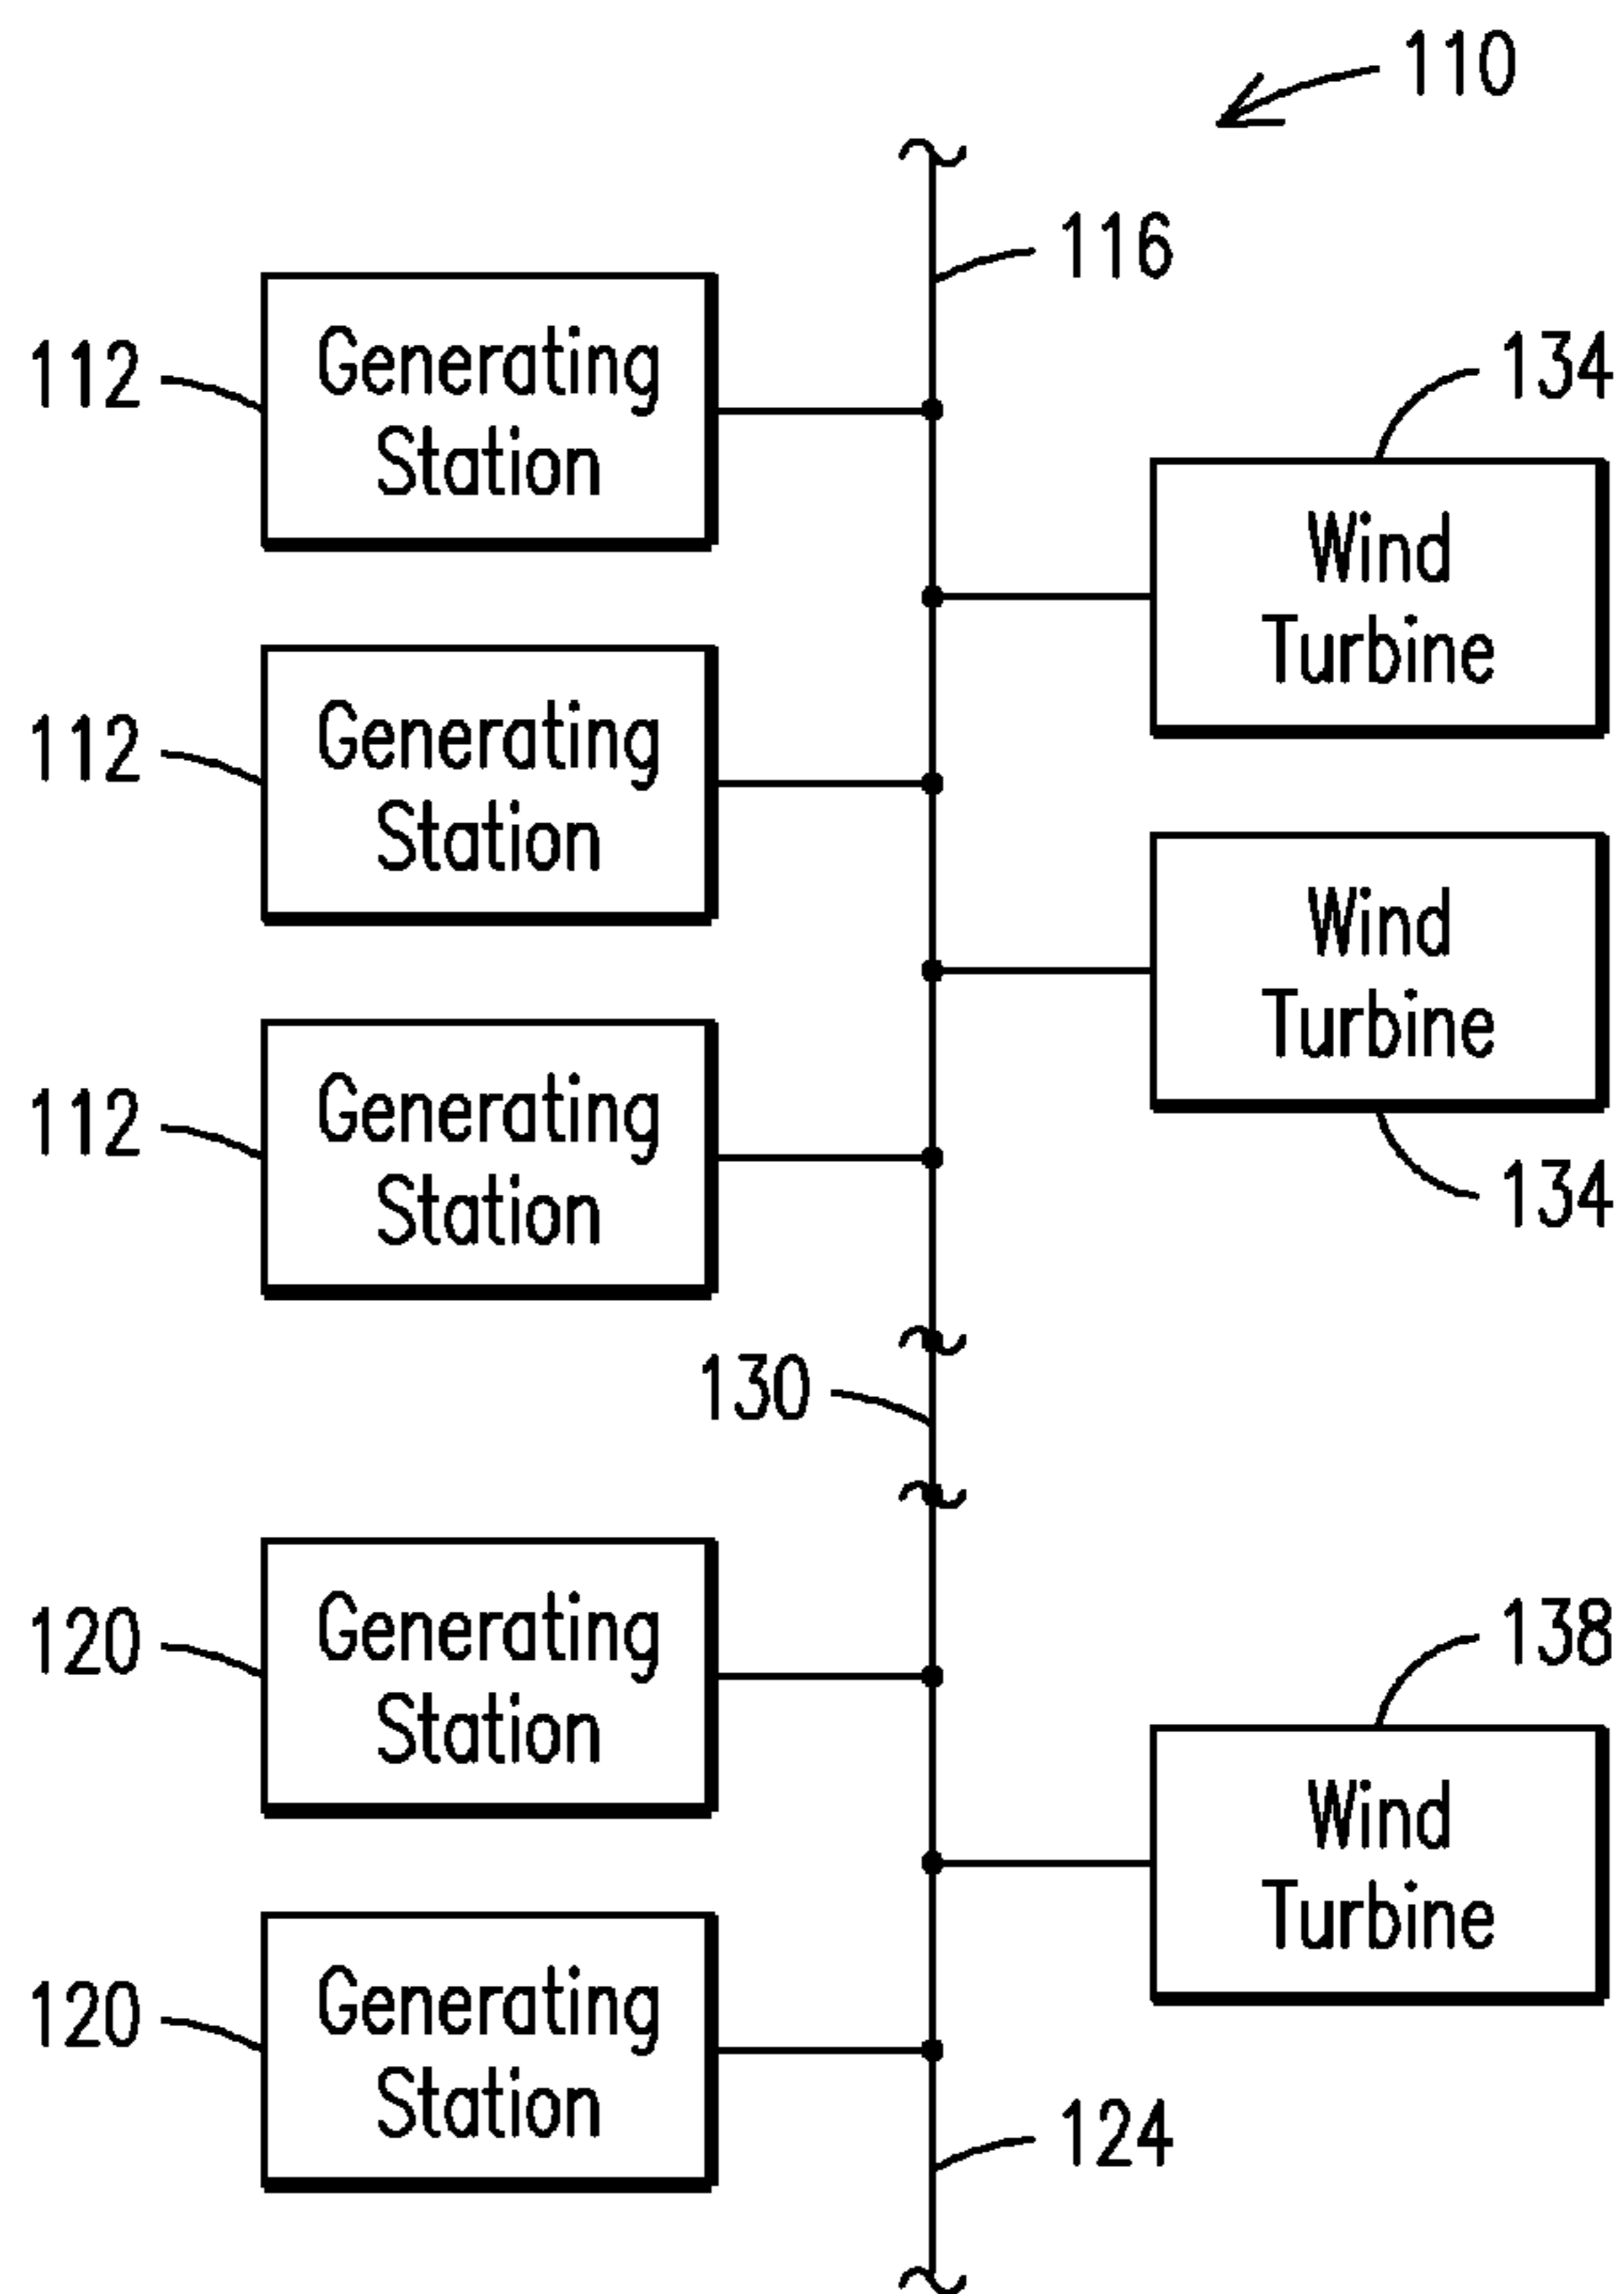 110
116
112
Generating
Station
134
Wind
Turbine
112
Generating
Station
Wind
Turbine
134
112
Generating
Station
130
120
Generating
Station
138
Wind
Turbine
120
Generating
Station
124